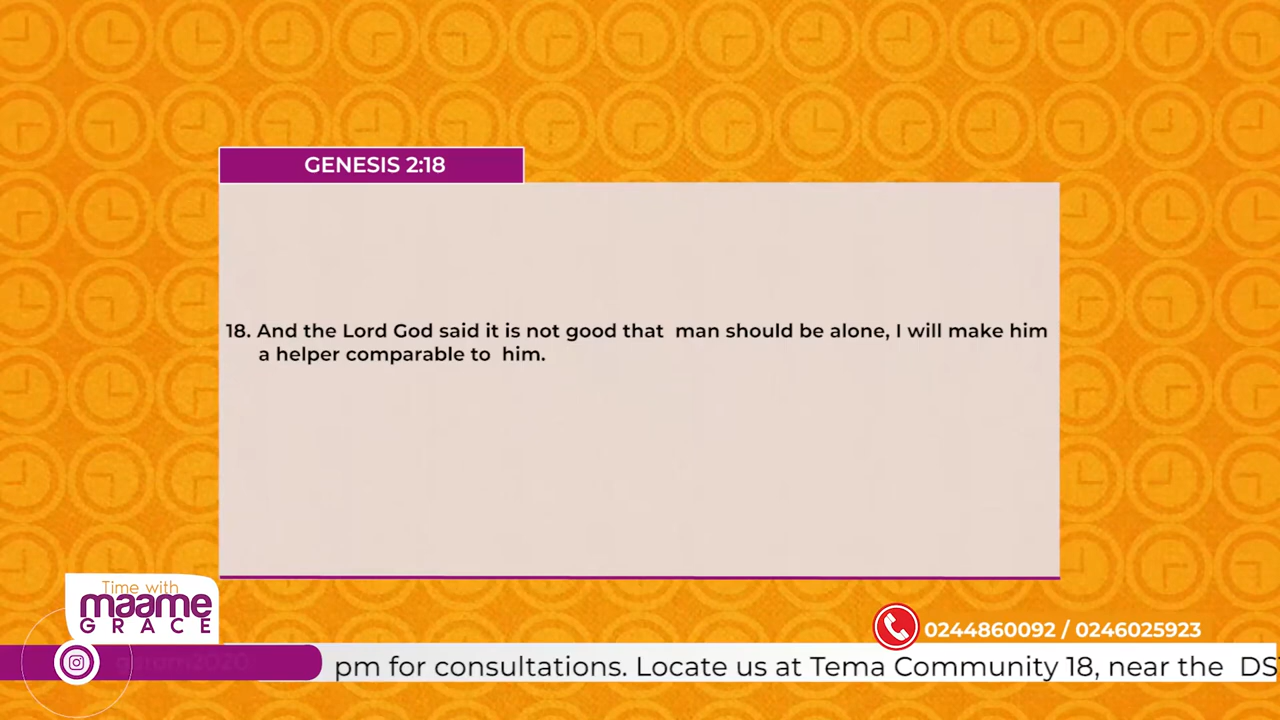 GENESIS 2:18
18. And the Lord God said it is not good that man should be alone, I will make him
a helper comparable to him.
Time with
maame
GRACE
0244860092 / 0246025923
pm for consultations. Locate us at Tema Community 18, near the